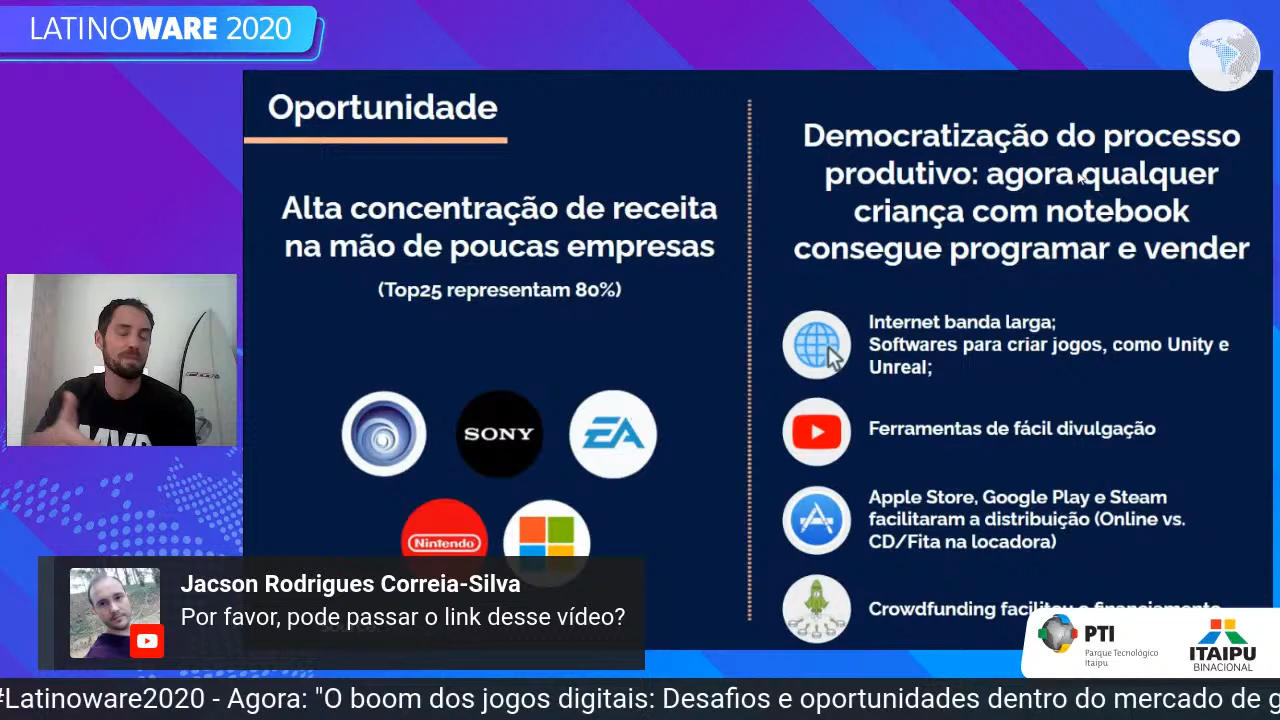 LATINOWARE 2020
Oportunidade
Alta concentração de receita
na mão de poucas empresas
(Top25 representam 80%)
SONY
EA
Nintendo
Democratização do processo
produtivo: agora qualquer
criança com notebook
consegue programar e vender
Internet banda larga;
Softwares para criar jogos, como Unity e
Unreal;
Ferramentas de fácil divulgação
Apple Store, Google Play e Steam
facilitaram a distribuição (Online vs.
CD/Fita na locadora)
Crowdfunding facilitou o financiamento
Jacson Rodrigues Correia-Silva
Por favor, pode passar o link desse vídeo?
PTI
Parque Tecnológico
Itaipu
ITAIPU
BINACIONAL
#Latinoware2020 - Agora: "O boom dos jogos digitais: Desafios e oportunidades dentro do mercado de g